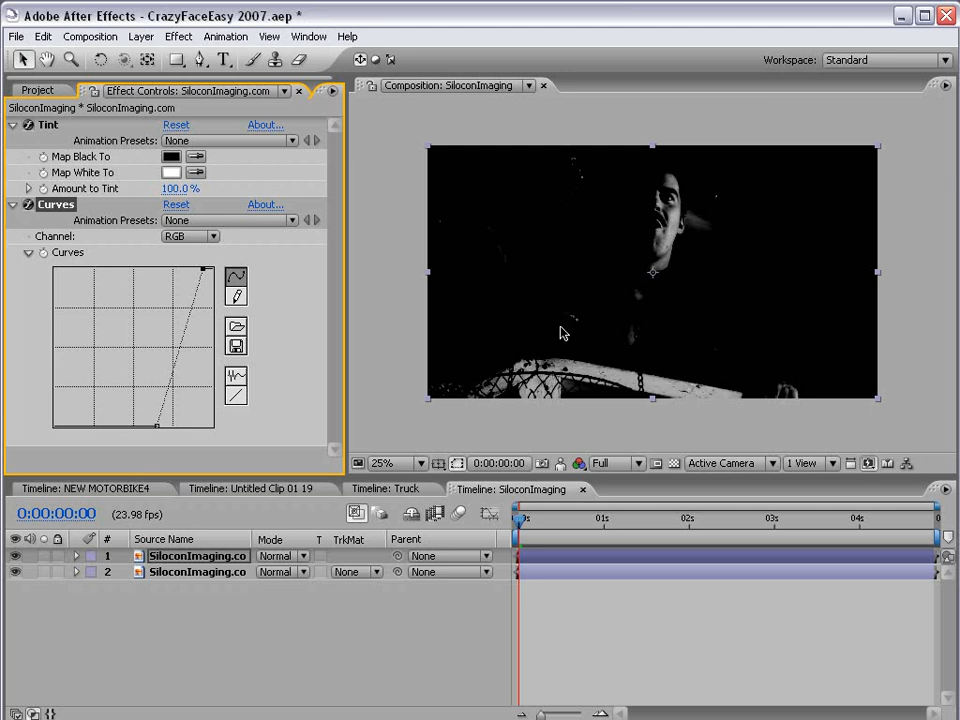 Adobe After Effects - CrazyFaceEasy 2007.aep *
File Edit Composition Layer Effect Animation View Window Help
Workspace: Standard
Project Effect Controls: SiloconImaging.com
Composition: SiloconImaging
SiloconImaging * SiloconImaging.com
Tint Reset About...
Animation Presets: None
Map Black To
Map White To
Amount to Tint 100.0 %
Curves Reset About...
Animation Presets: None
Channel: RGB
Curves
25% 0:00:00:00 Full Active Camera 1 View
Timeline: NEW MOTORBIKE4 Timeline: Untitled Clip 01 19 Timeline: Truck Timeline: SiloconImaging
0:00:00:00 (23.98 fps)
01s 02s 03s 04s
# Source Name Mode T TrkMat Parent
1 SiloconImaging.co Normal None
2 SiloconImaging.co Normal None None